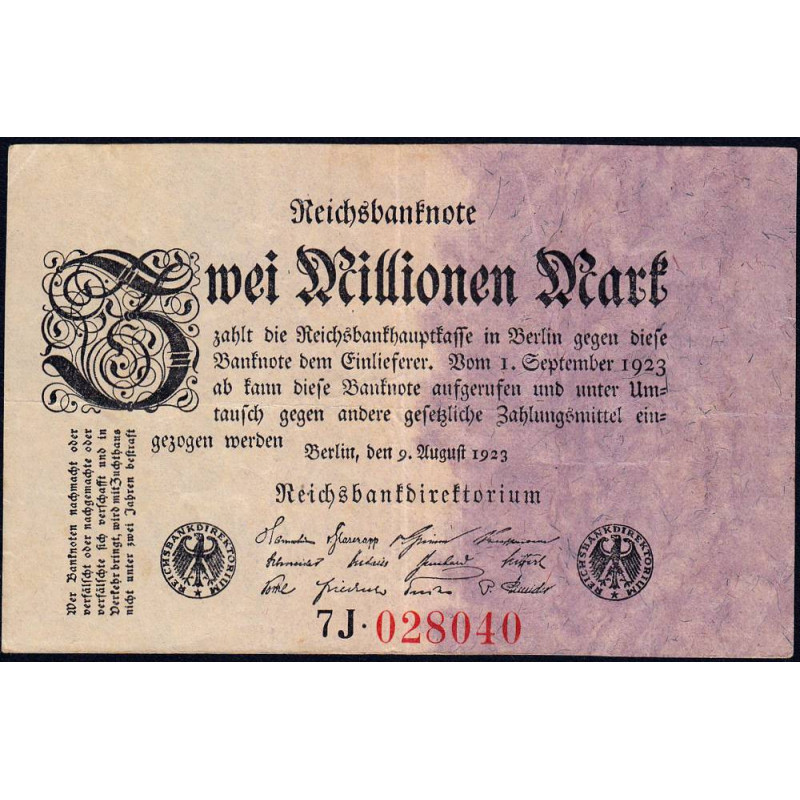 Reichsbanknote
Zwei Millionen Mark
zahlt die Reichsbankhauptkasse in Berlin gegen diese
Banknote dem Einlieferer. Vom 1. September 1923
ab kann diese Banknote aufgerufen und unter Um-
tausch gegen andere gesetzliche Zahlungsmittel ein-
gezogen werden
Berlin, den 9. August 1923
Reichsbankdirektorium
Wer Banknoten nachmacht oder
verfälscht oder nachgemachte oder
verfälschte sich verschafft und in
Verkehr bringt, wird mit Zuchthaus
nicht unter zwei Jahren bestraft
REICHSBANKDIREKTORIUM
REICHSBANKDIREKTORIUM
7J · 028040